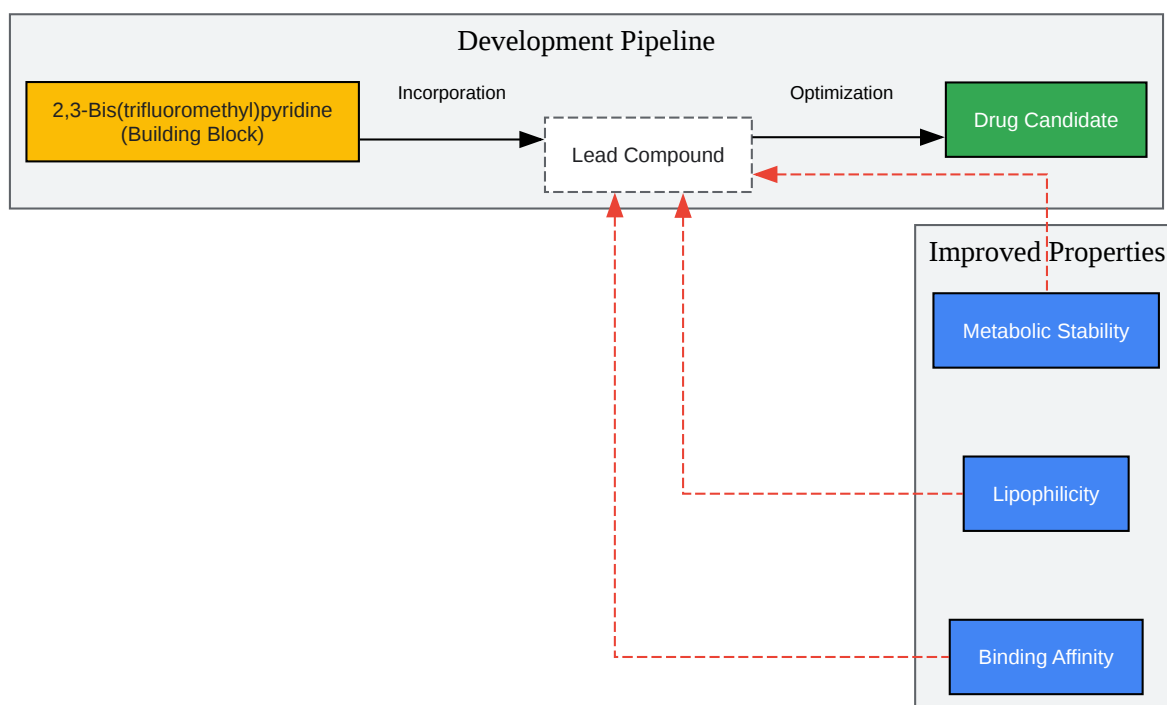 Development Pipeline
2,3-Bis(trifluoromethyl)pyridine
(Building Block)
Incorporation
Lead Compound
Optimization
Drug Candidate
Improved Properties
Metabolic Stability
Lipophilicity
Binding Affinity